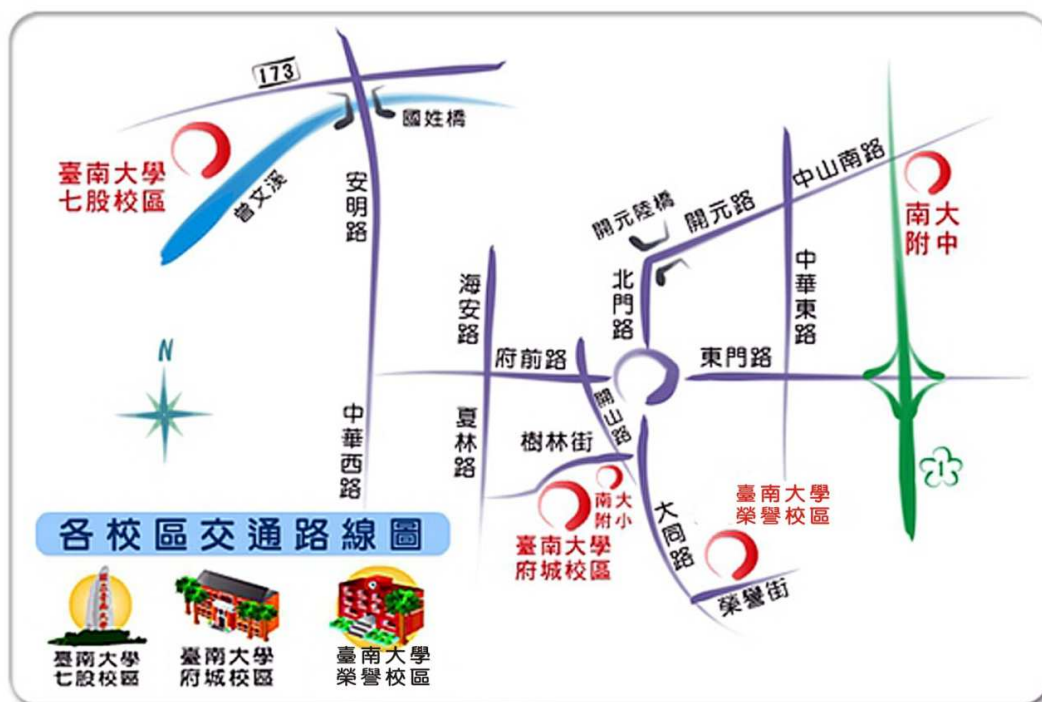 173
國姓橋
臺南大學
七股校區
曾文溪
安明路
開元陸橋
開元路
中山南路
南大
附中
海安路
北門路
中華東路
N
府前路
東門路
開山路
中華西路
夏林路
樹林街
1
南大
附小
臺南大學
府城校區
大同路
臺南大學
榮譽校區
榮譽街
各校區交通路線圖
國立臺南大學
臺南大學
七股校區
臺南大學
府城校區
臺南大學
榮譽校區